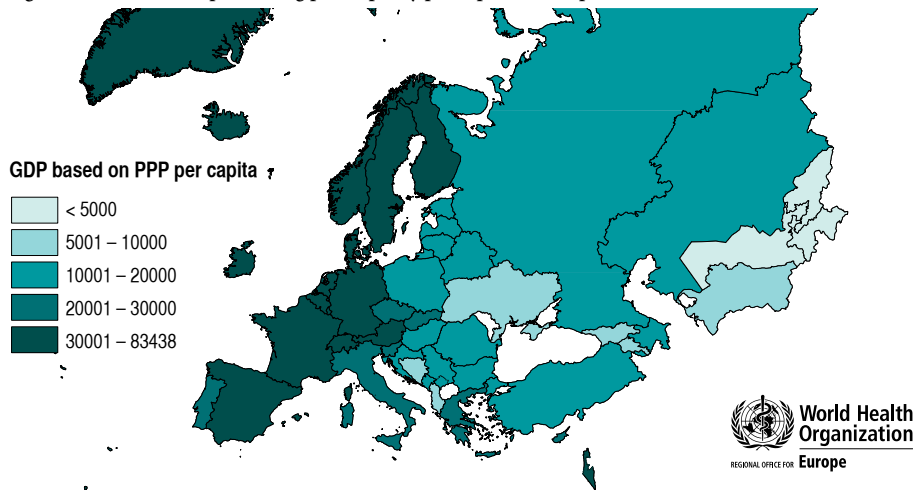 GDP based on PPP per capita
< 5000
5001 – 10000
10001 – 20000
20001 – 30000
30001 – 83438
World Health
Organization
REGIONAL OFFICE FOR Europe